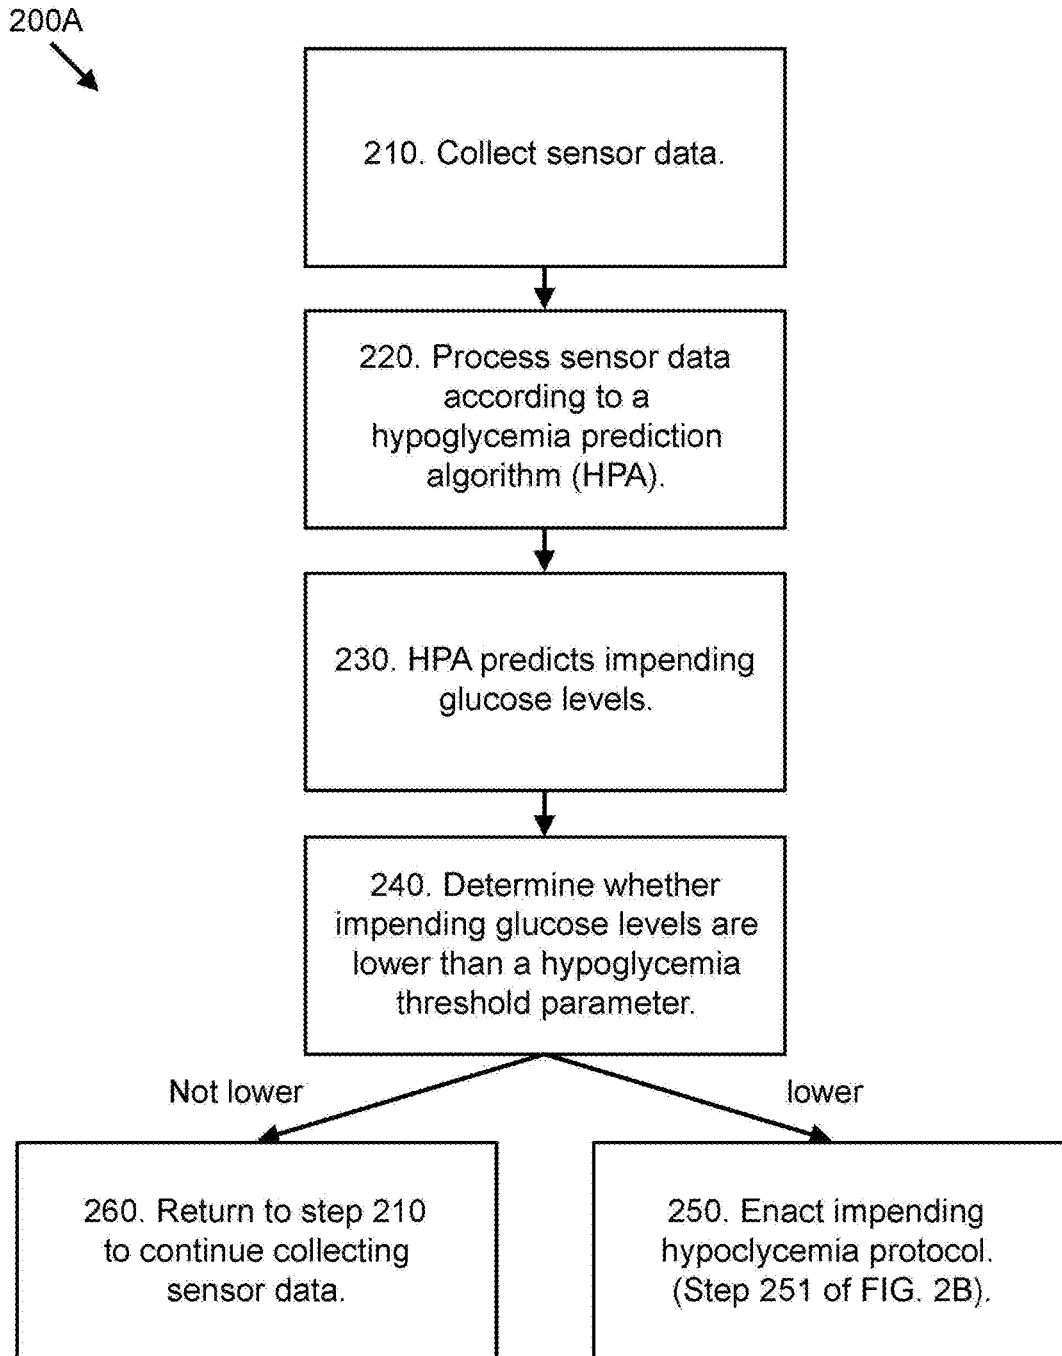 200A
210. Collect sensor data.
220. Process sensor data
according to a
hypoglycemia prediction
algorithm (HPA).
230. HPA predicts impending
glucose levels.
240. Determine whether
impending glucose levels are
lower than a hypoglycemia
threshold parameter.
Not lower
lower
260. Return to step 210
to continue collecting
sensor data.
250. Enact impending
hypoclycemia protocol.
(Step 251 of FIG. 2B).